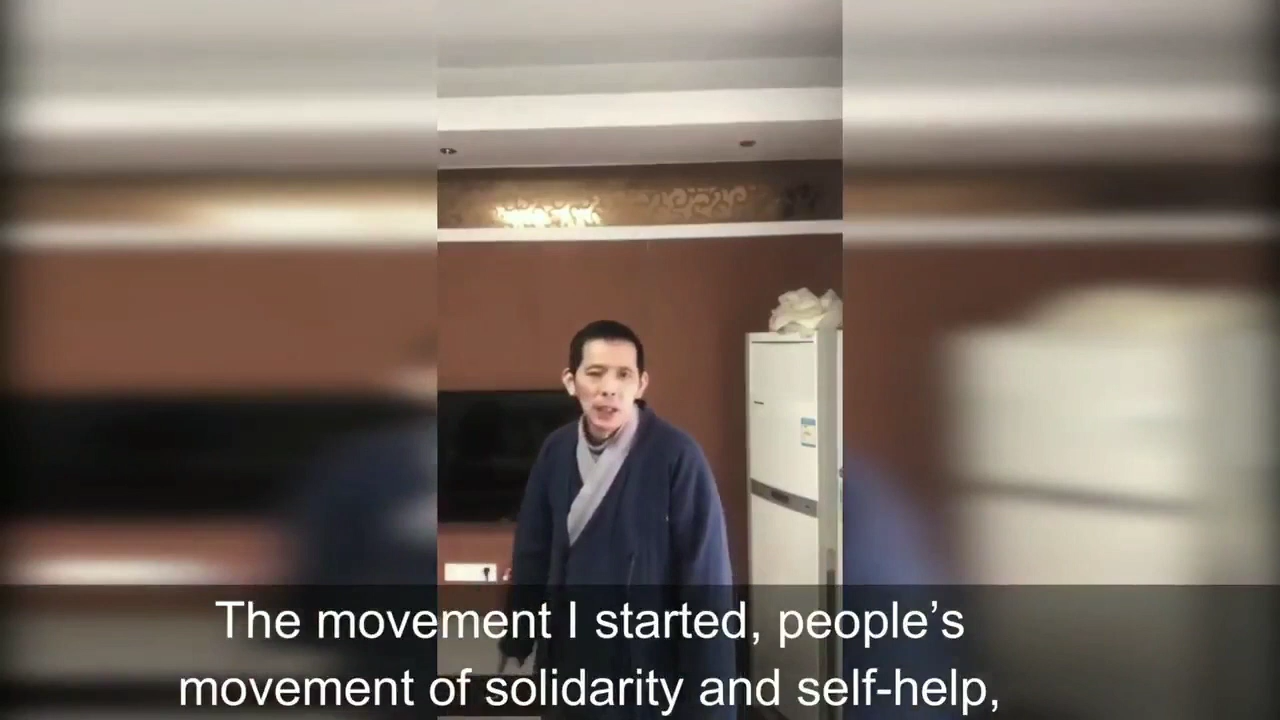 The movement I started, people’s
movement of solidarity and self-help,